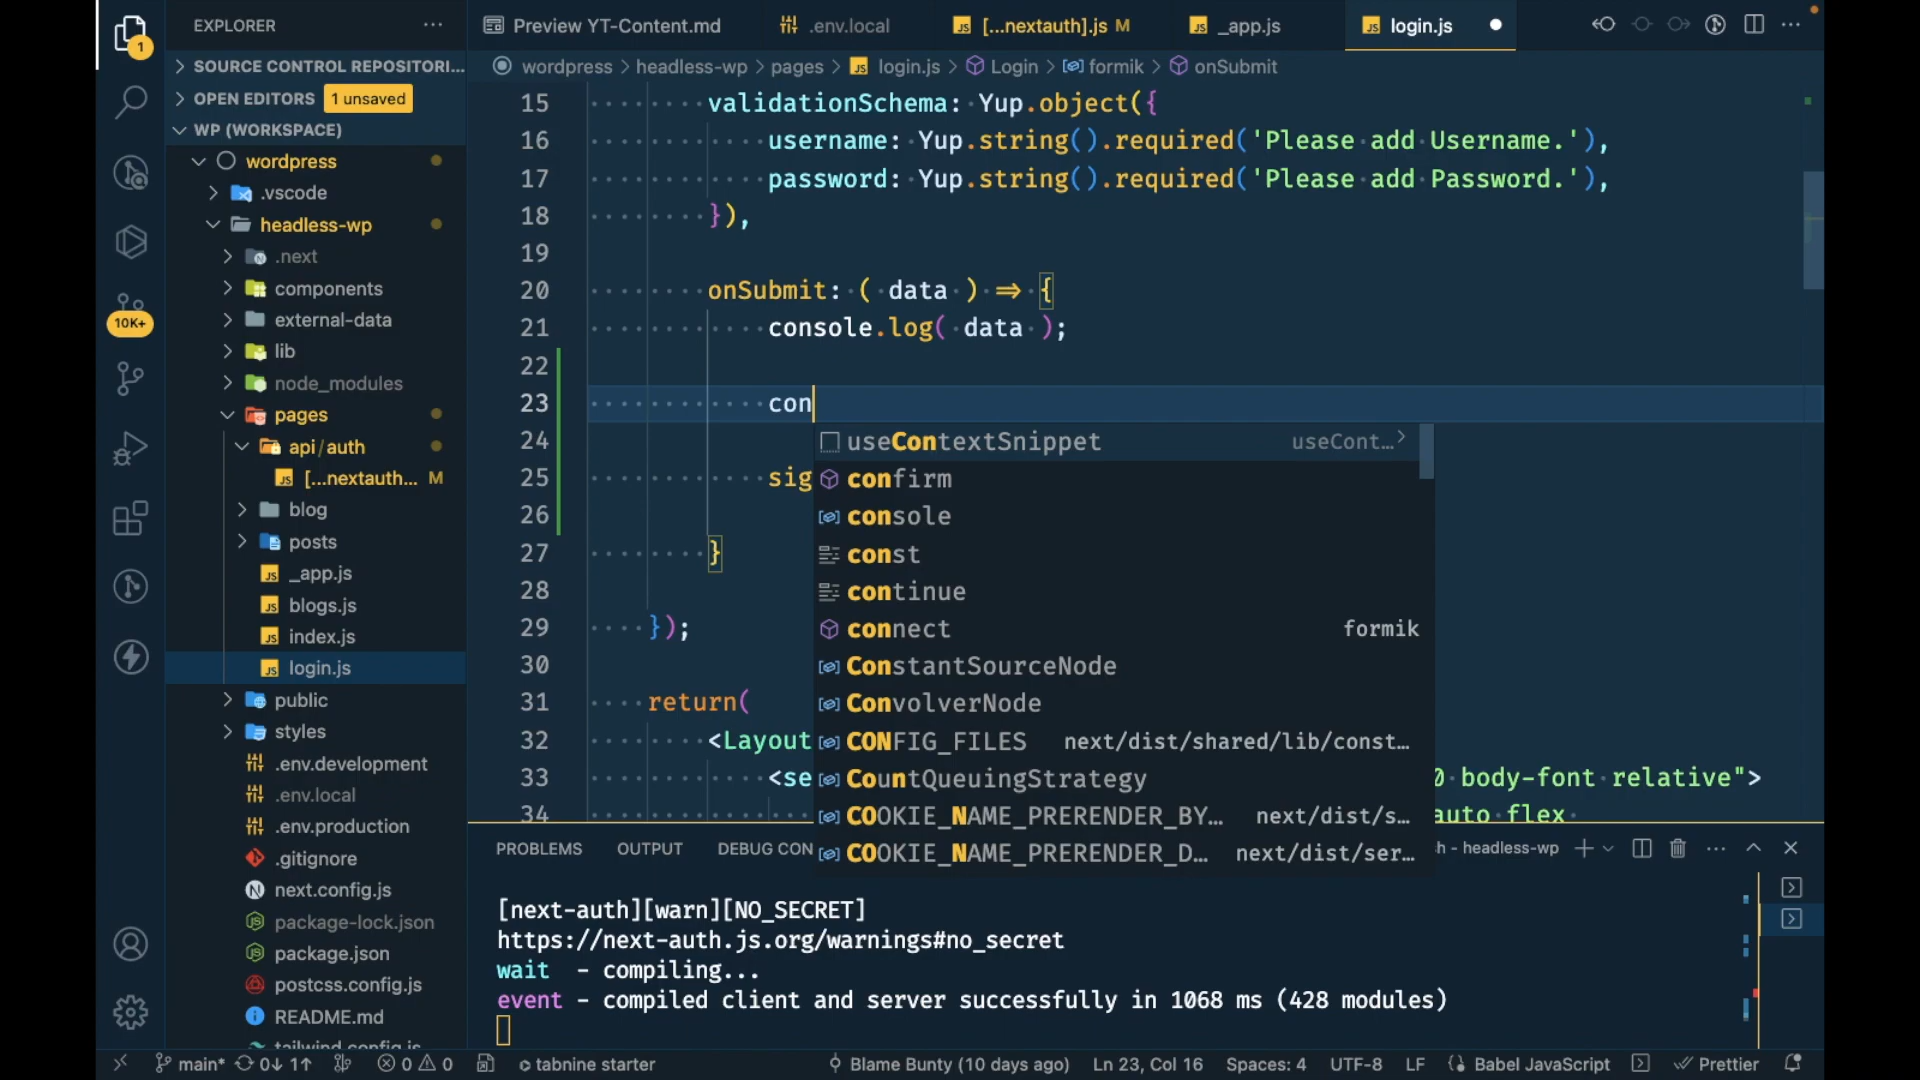 EXPLORER
Preview YT-Content.md
.env.local
[...nextauth].js M
_app.js
login.js
1
SOURCE CONTROL REPOSITORI...
wordpress > headless-wp > pages > login.js > Login > formik > onSubmit
OPEN EDITORS 1 unsaved
WP (WORKSPACE)
wordpress
.vscode
headless-wp
.next
components
external-data
lib
node_modules
pages
api/auth
[...nextauth... M
blog
posts
_app.js
blogs.js
index.js
login.js
public
styles
.env.development
.env.local
.env.production
.gitignore
next.config.js
package-lock.json
package.json
postcss.config.js
README.md
tailwind.config.js
10K+
15 validationSchema: Yup.object({
16 username: Yup.string().required('Please add Username.'),
17 password: Yup.string().required('Please add Password.'),
18 }),
19
20 onSubmit: ( data ) => {
21 console.log( data );
22
23 con
24
25 sig
26
27 }
28
29 });
30
31 return(
32 <Layout
33 <se 0 body-font relative">
34 auto flex
useContextSnippet useCont...
confirm
console
const
continue
connect formik
ConstantSourceNode
ConvolverNode
CONFIG_FILES next/dist/shared/lib/const...
CountQueuingStrategy
COOKIE_NAME_PRERENDER_BY... next/dist/s...
COOKIE_NAME_PRERENDER_D... next/dist/ser...
PROBLEMS OUTPUT DEBUG CON h - headless-wp
[next-auth][warn][NO_SECRET]
https://next-auth.js.org/warnings#no_secret
wait - compiling...
event - compiled client and server successfully in 1068 ms (428 modules)
main* 0↓ 1↑ 0 0 tabnine starter Blame Bunty (10 days ago) Ln 23, Col 16 Spaces: 4 UTF-8 LF Babel JavaScript Prettier